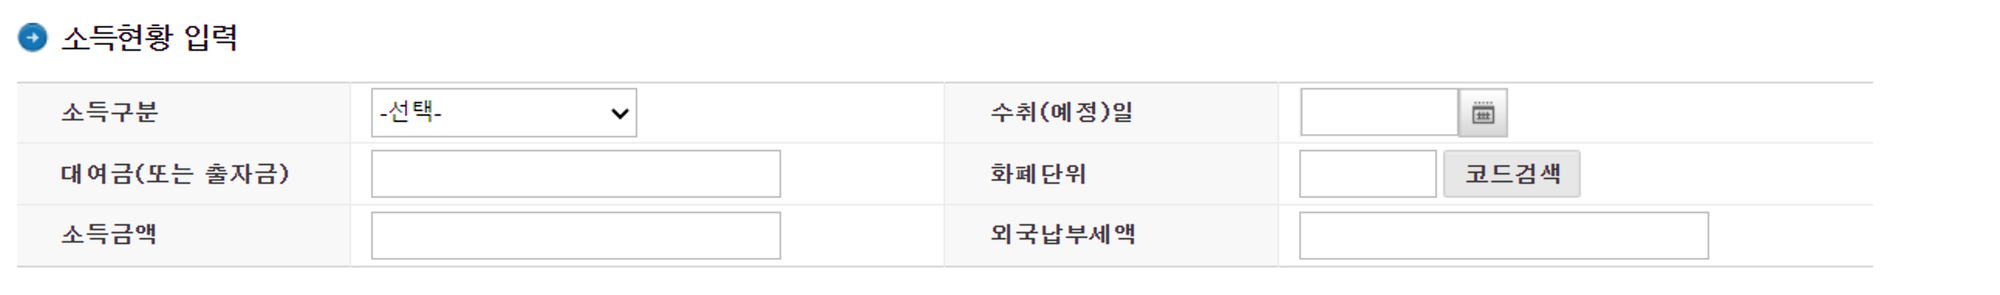 소득현황 입력
소득구분 -선택- 수취(예정)일
대여금(또는 출자금) 화폐단위 코드검색
소득금액 외국납부세액